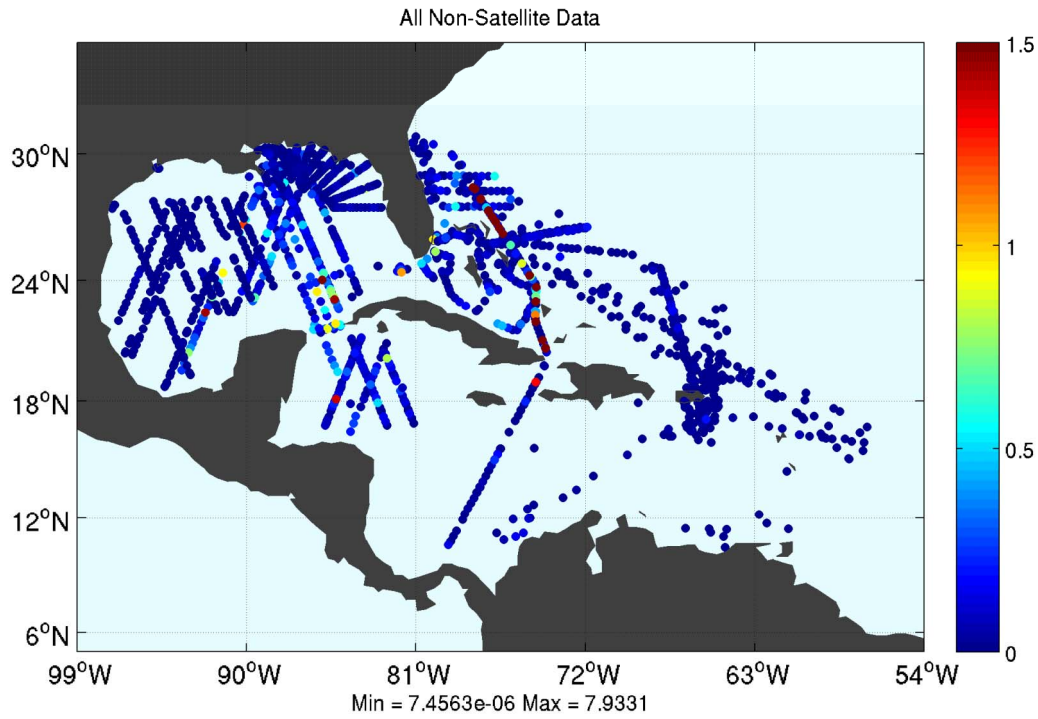 All Non-Satellite Data
30°N
24°N
18°N
12°N
6°N
99°W 90°W 81°W 72°W 63°W 54°W
Min = 7.4563e-06 Max = 7.9331
1.5
1
0.5
0